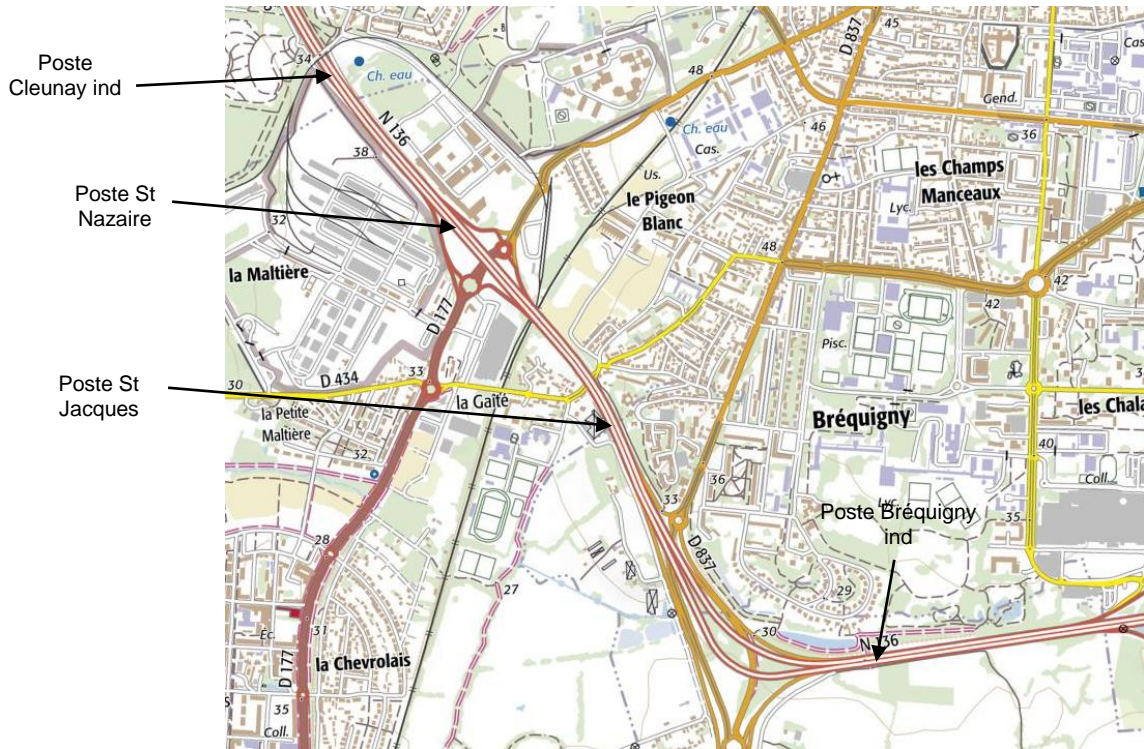 Poste
Cleunay ind
Poste St
Nazaire
Poste St
Jacques
Poste Bréquigny
ind
34
Ch. eau
N 136
38
32
la Maltière
D 177
48
Ch. eau
Us.
Cas.
le Pigeon
Blanc
D 837
45
46
Gend.
Cas
36
les Champs
Manceaux
Lyc.
48
42
42
Pisc.
30
D 434
33
la Gaîté
la Petite
Maltière
32
Bréquigny
les Chala
40
Coll.
Lyc.
35
36
33
D 837
28
27
29
30
N 136
Éc.
31
la Chevrolais
D 177
35
Coll.